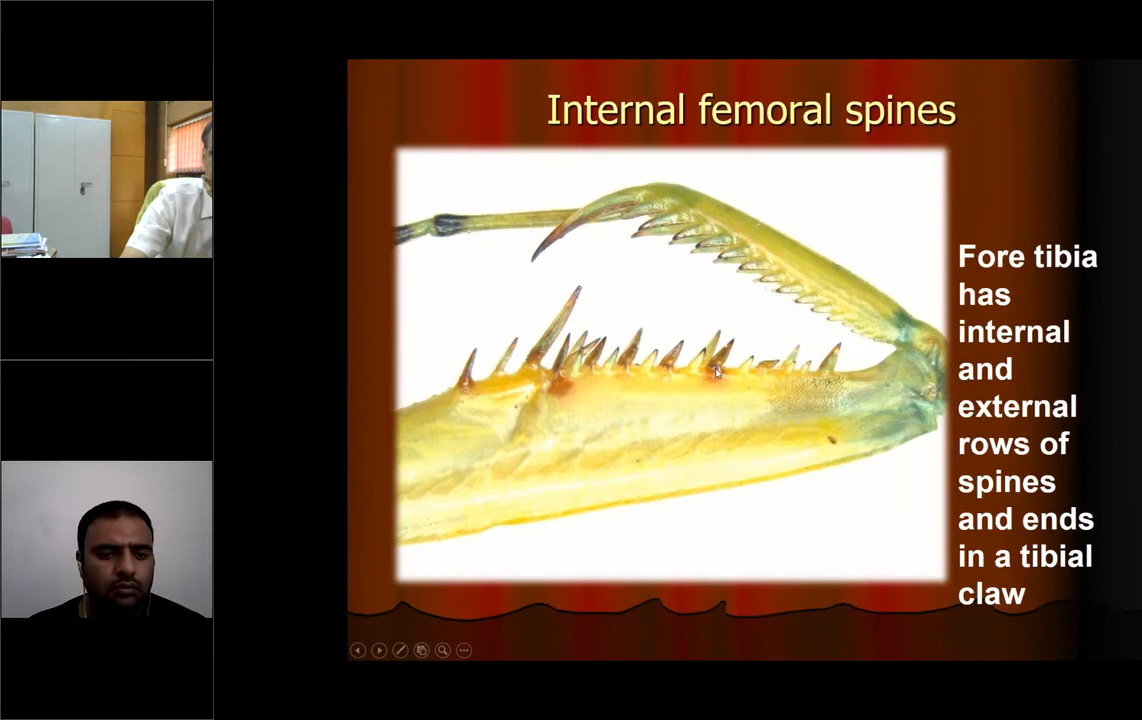 Internal femoral spines
Fore tibia
has
internal
and
external
rows of
spines
and ends
in a tibial
claw